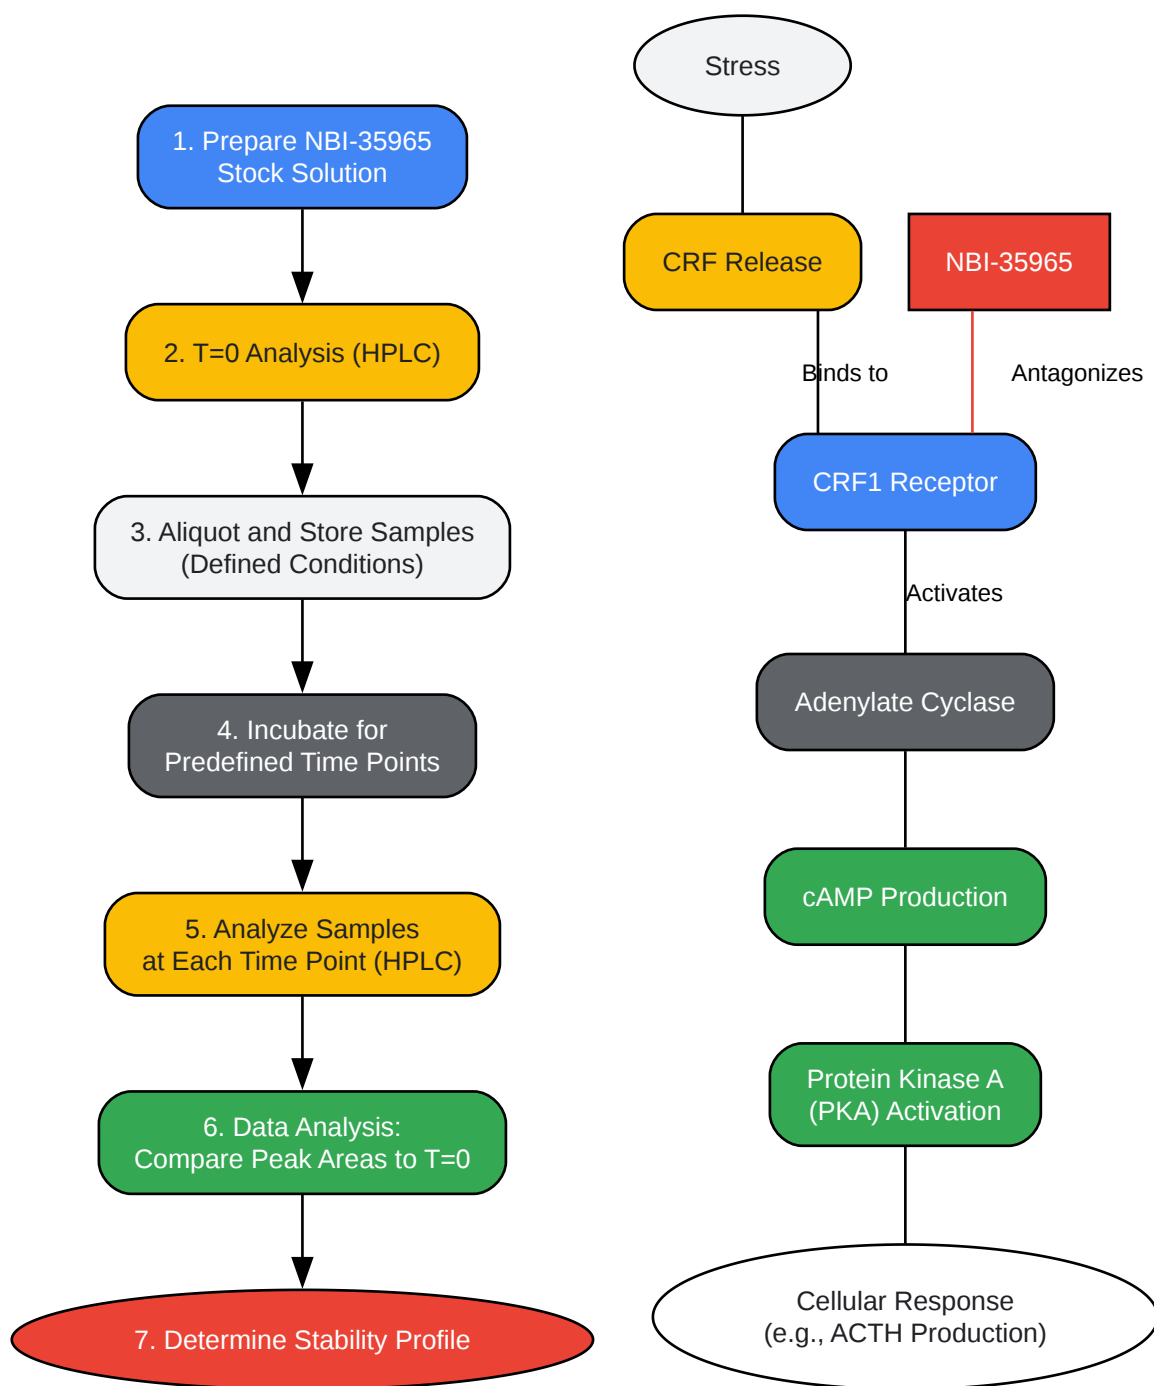 1. Prepare NBI-35965
Stock Solution
2. T=0 Analysis (HPLC)
3. Aliquot and Store Samples
(Defined Conditions)
4. Incubate for
Predefined Time Points
5. Analyze Samples
at Each Time Point (HPLC)
6. Data Analysis:
Compare Peak Areas to T=0
7. Determine Stability Profile
Stress
CRF Release
NBI-35965
Binds to
Antagonizes
CRF1 Receptor
Activates
Adenylate Cyclase
cAMP Production
Protein Kinase A
(PKA) Activation
Cellular Response
(e.g., ACTH Production)